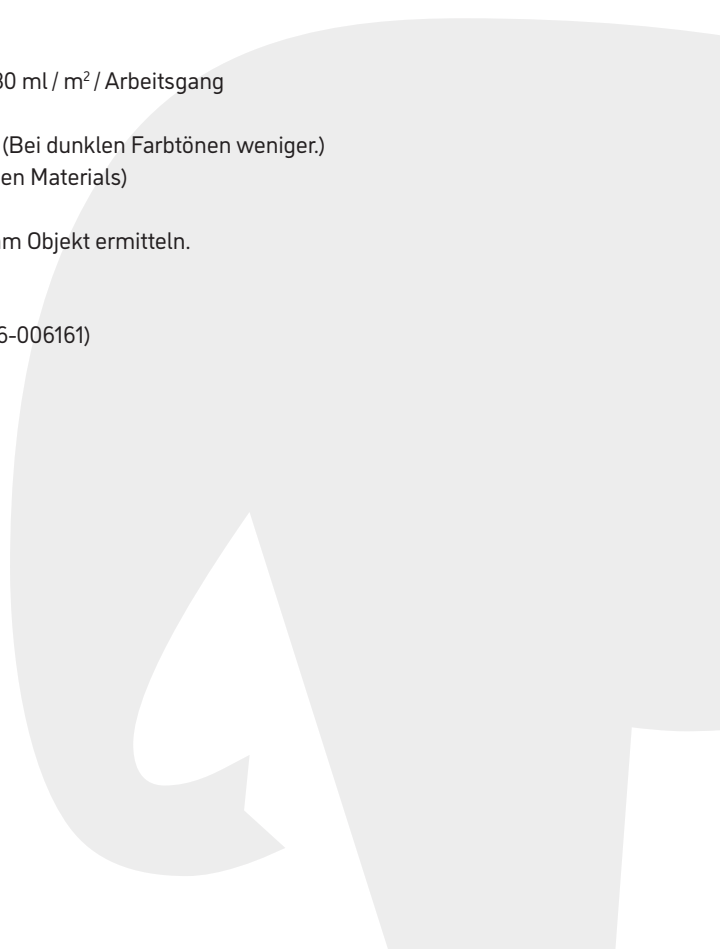 30 ml / m² / Arbeitsgang
(Bei dunklen Farbtönen weniger.)
en Materials)
m Objekt ermitteln.
6-006161)